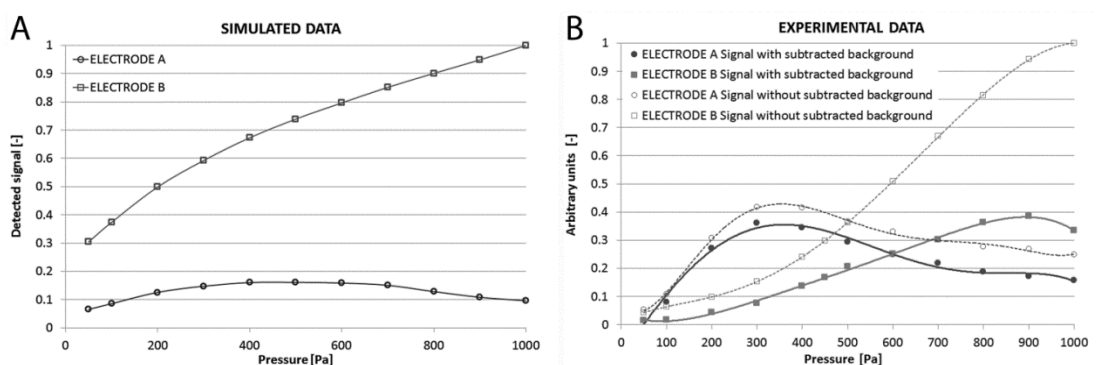 A
SIMULATED DATA
ELECTRODE A
ELECTRODE B
Detected signal [-]
1
0.9
0.8
0.7
0.6
0.5
0.4
0.3
0.2
0.1
0
0 200 400 600 800 1000
Pressure [Pa]
B
EXPERIMENTAL DATA
ELECTRODE A Signal with subtracted background
ELECTRODE B Signal with subtracted background
ELECTRODE A Signal without subtracted background
ELECTRODE B Signal without subtracted background
Arbitrary units
1
0.9
0.8
0.7
0.6
0.5
0.4
0.3
0.2
0.1
0
0 100 200 300 400 500 600 700 800 900 1000
Pressure [Pa]